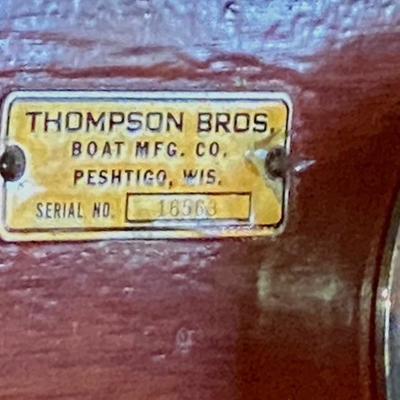 THOMPSON BROS.
BOAT MFG. CO.
PESHTIGO, WIS.
SERIAL NO. 16563